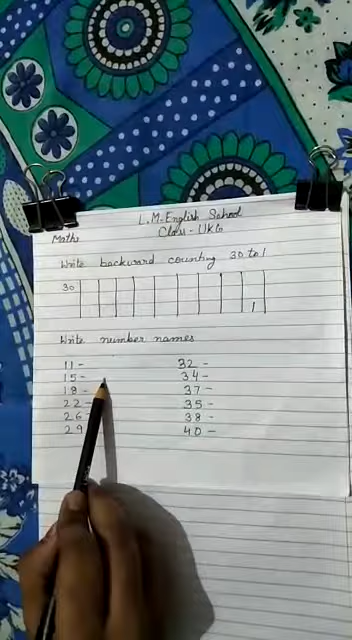 L.M. English School
Class - UKG
Maths
Write backward counting 30 to 1
30
1
Write number names
11 - 32 -
15 - 34 -
18 - 37 -
22 - 35 -
26 - 38 -
29 40 -